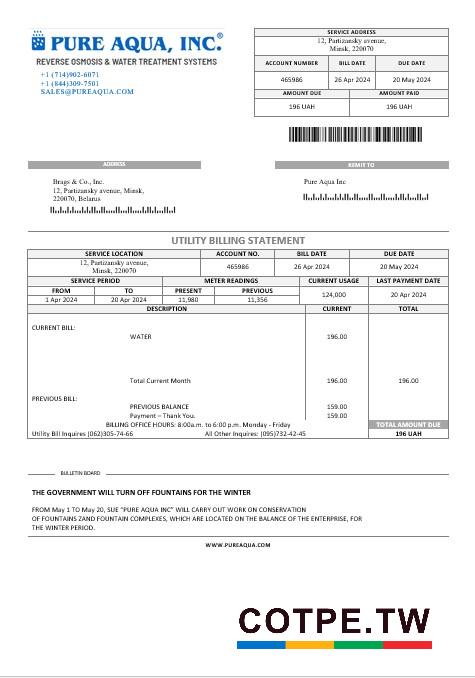 PURE AQUA, INC.®
REVERSE OSMOSIS & WATER TREATMENT SYSTEMS
+1 (714)902-6071
+1 (844)309-7501
SALES@PUREAQUA.COM
SERVICE ADDRESS
12, Partizansky avenue,
Minsk, 220070
ACCOUNT NUMBER BILL DATE DUE DATE
465986 26 Apr 2024 20 May 2024
AMOUNT DUE AMOUNT PAID
196 UAH 196 UAH
ADDRESS REMIT TO
Brags & Co., Inc.
12, Partizansky avenue, Minsk,
220070, Belarus
Pure Aqua Inc
UTILITY BILLING STATEMENT
SERVICE LOCATION ACCOUNT NO. BILL DATE DUE DATE
12, Partizansky avenue,
Minsk, 220070
465986 26 Apr 2024 20 May 2024
SERVICE PERIOD METER READINGS CURRENT USAGE LAST PAYMENT DATE
FROM TO PRESENT PREVIOUS
124,000 20 Apr 2024
1 Apr 2024 20 Apr 2024 11,980 11,356
DESCRIPTION CURRENT TOTAL
CURRENT BILL:
WATER 196.00
Total Current Month 196.00 196.00
PREVIOUS BILL:
PREVIOUS BALANCE 159.00
Payment – Thank You. 159.00
BILLING OFFICE HOURS: 8:00a.m. to 6:00 p.m. Monday - Friday TOTAL AMOUNT DUE
Utility Bill Inquires (062)305-74-66 All Other Inquires: (095)732-42-45 196 UAH
BULLETIN BOARD
THE GOVERNMENT WILL TURN OFF FOUNTAINS FOR THE WINTER
FROM May 1 TO May 20, SUE "PURE AQUA INC" WILL CARRY OUT WORK ON CONSERVATION
OF FOUNTAINS ZAND FOUNTAIN COMPLEXES, WHICH ARE LOCATED ON THE BALANCE OF THE ENTERPRISE, FOR
THE WINTER PERIOD.
WWW.PUREAQUA.COM
COTPE.TW